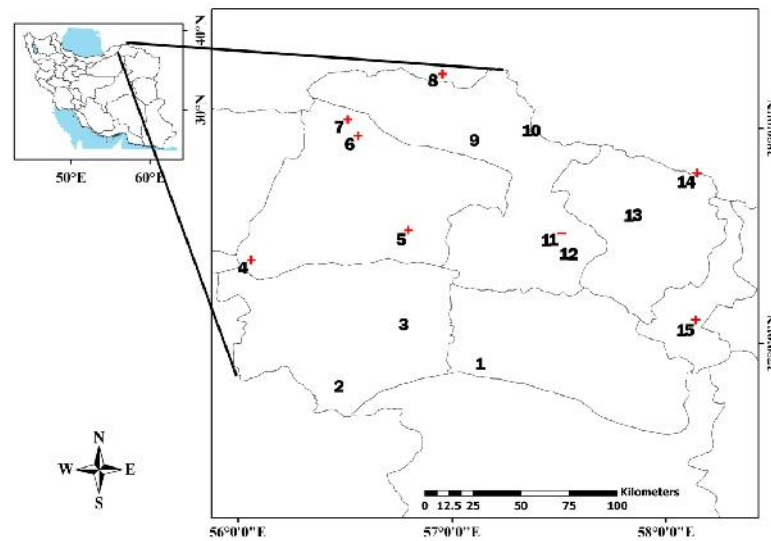 40°N
30°N
50°E 60°E
8 +
7 +
6 +
9
10
14 +
13
5 +
11 −
12
4 +
3
15 +
1
2
N
W E
S
Kilometers
0 12.5 25 50 75 100
56°0'0"E 57°0'0"E 58°0'0"E